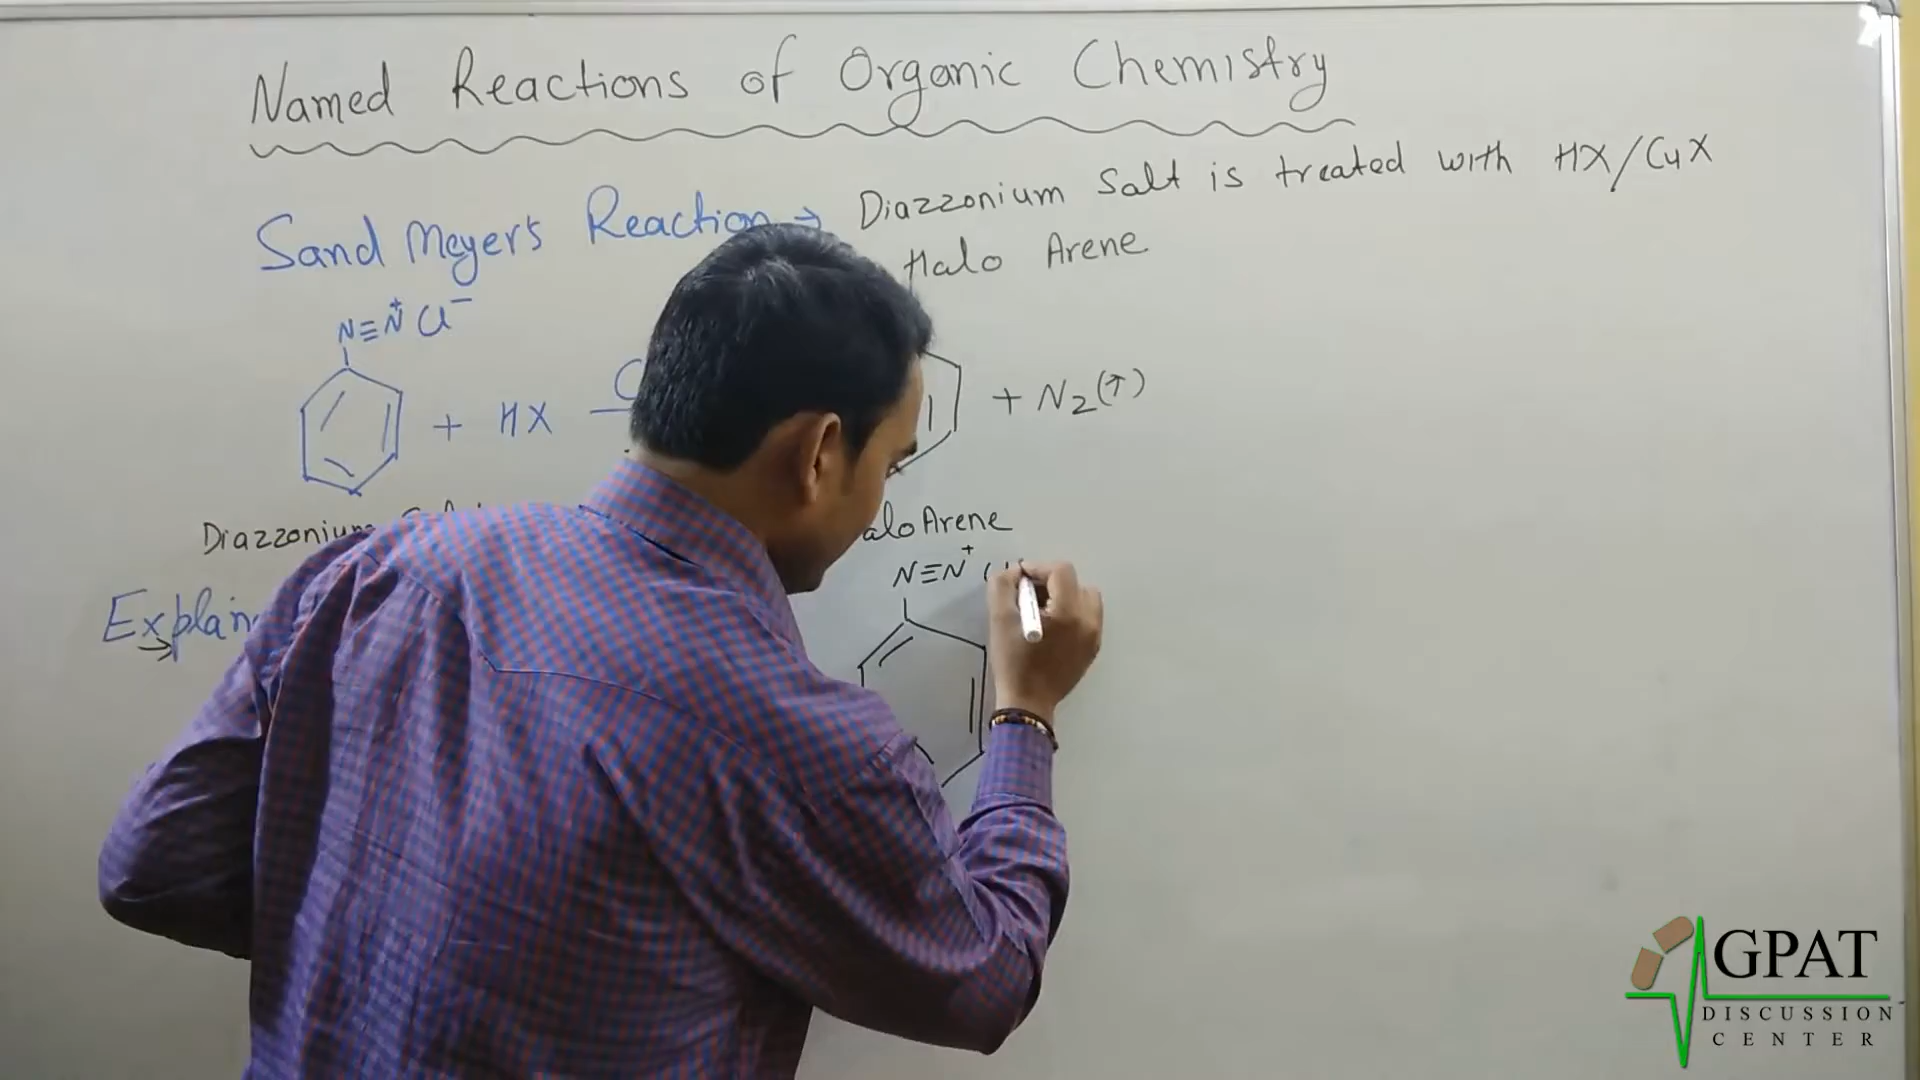 Named Reactions of Organic Chemistry
Sand Meyer's Reaction → Diazzonium Salt is treated with HX/CuX
Halo Arene
N≡N⁺ Cl⁻
+ HX
+ N2(↑)
Diazzonium
alo Arene
N≡N⁺
Explain
GPAT
DISCUSSION
CENTER